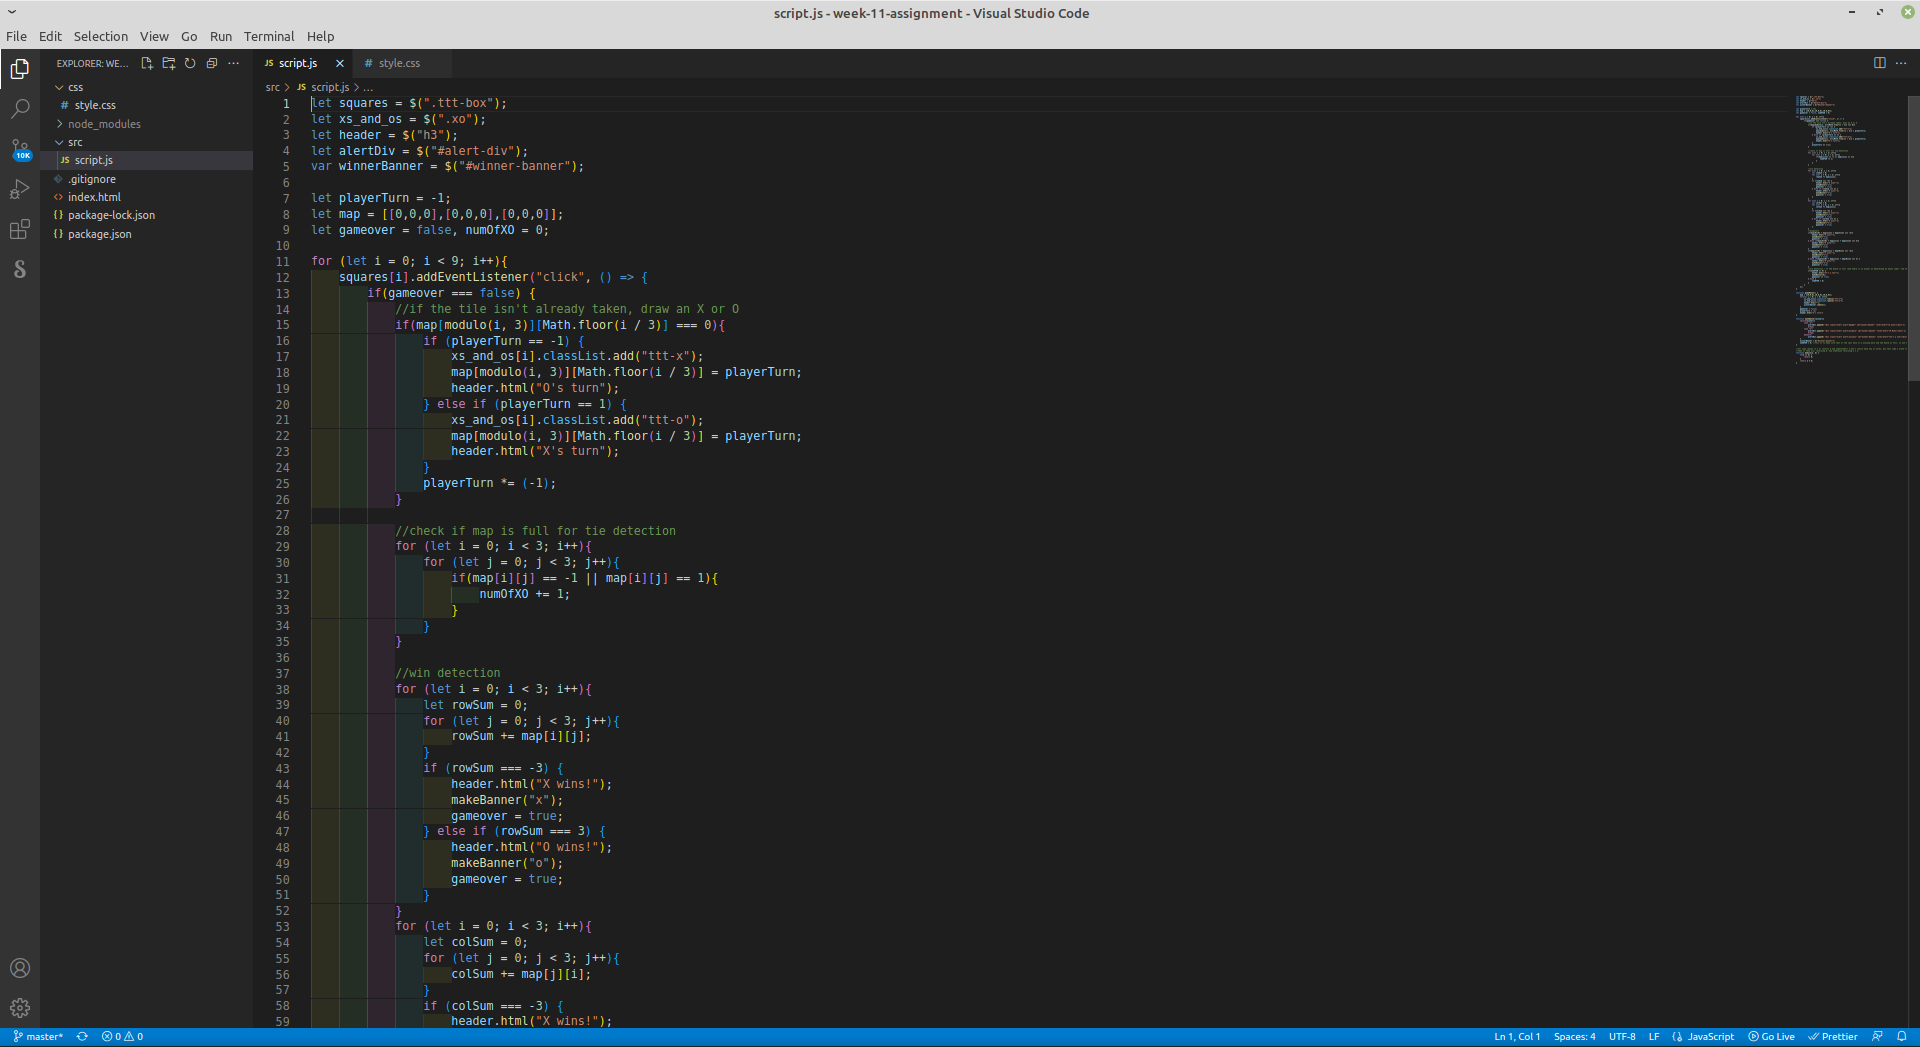 script.js - week-11-assignment - Visual Studio Code
File Edit Selection View Go Run Terminal Help
EXPLORER: WE...
css
# style.css
node_modules
src
JS script.js
.gitignore
<> index.html
{} package-lock.json
{} package.json
10K
JS script.js × # style.css
src > JS script.js > ...
1 let squares = $(".ttt-box");
2 let xs_and_os = $(".xo");
3 let header = $("h3");
4 let alertDiv = $("#alert-div");
5 var winnerBanner = $("#winner-banner");
6
7 let playerTurn = -1;
8 let map = [[0,0,0],[0,0,0],[0,0,0]];
9 let gameover = false, numOfXO = 0;
10
11 for (let i = 0; i < 9; i++){
12 squares[i].addEventListener("click", () => {
13 if(gameover === false) {
14 //if the tile isn't already taken, draw an X or O
15 if(map[modulo(i, 3)][Math.floor(i / 3)] === 0){
16 if (playerTurn == -1) {
17 xs_and_os[i].classList.add("ttt-x");
18 map[modulo(i, 3)][Math.floor(i / 3)] = playerTurn;
19 header.html("O's turn");
20 } else if (playerTurn == 1) {
21 xs_and_os[i].classList.add("ttt-o");
22 map[modulo(i, 3)][Math.floor(i / 3)] = playerTurn;
23 header.html("X's turn");
24 }
25 playerTurn *= (-1);
26 }
27
28 //check if map is full for tie detection
29 for (let i = 0; i < 3; i++){
30 for (let j = 0; j < 3; j++){
31 if(map[i][j] == -1 || map[i][j] == 1){
32 numOfXO += 1;
33 }
34 }
35 }
36
37 //win detection
38 for (let i = 0; i < 3; i++){
39 let rowSum = 0;
40 for (let j = 0; j < 3; j++){
41 rowSum += map[i][j];
42 }
43 if (rowSum === -3) {
44 header.html("X wins!");
45 makeBanner("x");
46 gameover = true;
47 } else if (rowSum === 3) {
48 header.html("O wins!");
49 makeBanner("o");
50 gameover = true;
51 }
52 }
53 for (let i = 0; i < 3; i++){
54 let colSum = 0;
55 for (let j = 0; j < 3; j++){
56 colSum += map[j][i];
57 }
58 if (colSum === -3) {
59 header.html("X wins!");
master* 0 0 Ln 1, Col 1 Spaces: 4 UTF-8 LF {} JavaScript Go Live Prettier